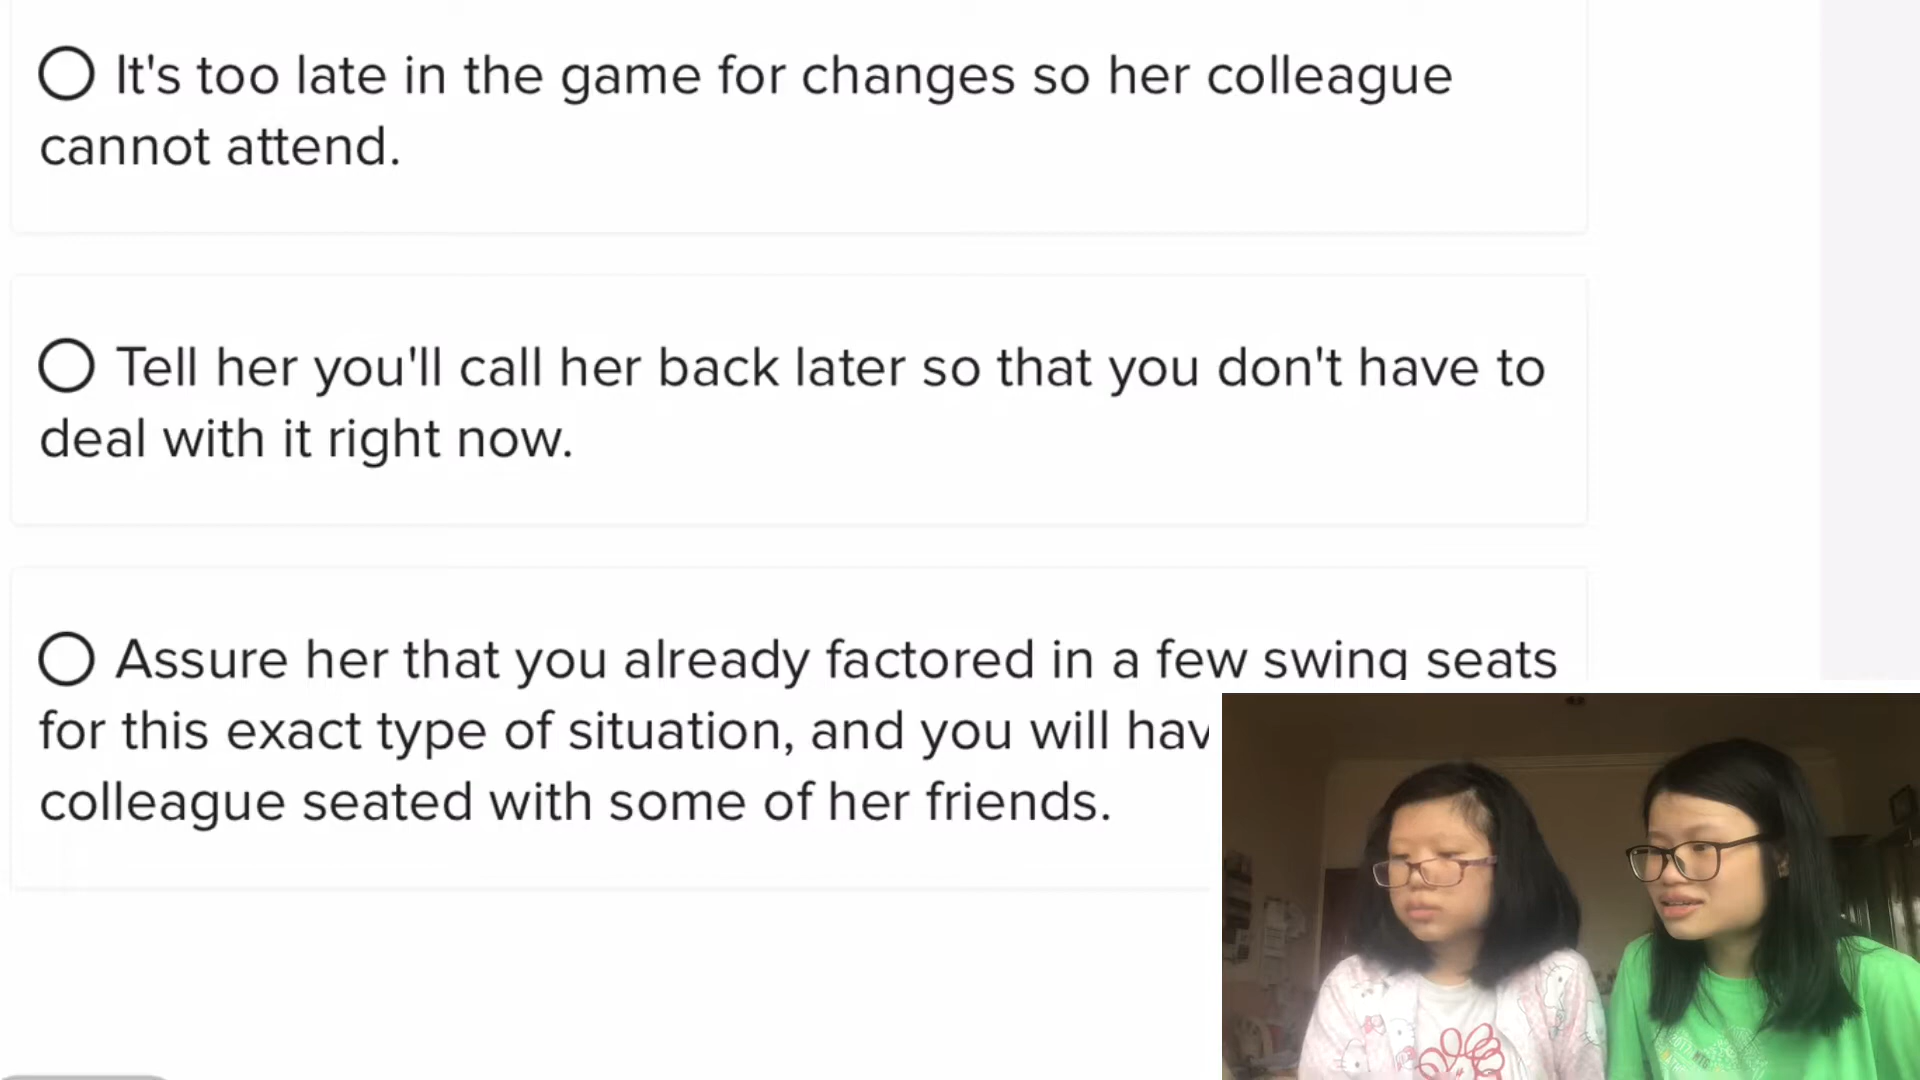 It's too late in the game for changes so her colleague
cannot attend.
Tell her you'll call her back later so that you don't have to
deal with it right now.
Assure her that you already factored in a few swing seats
for this exact type of situation, and you will
colleague seated with some of her friends.